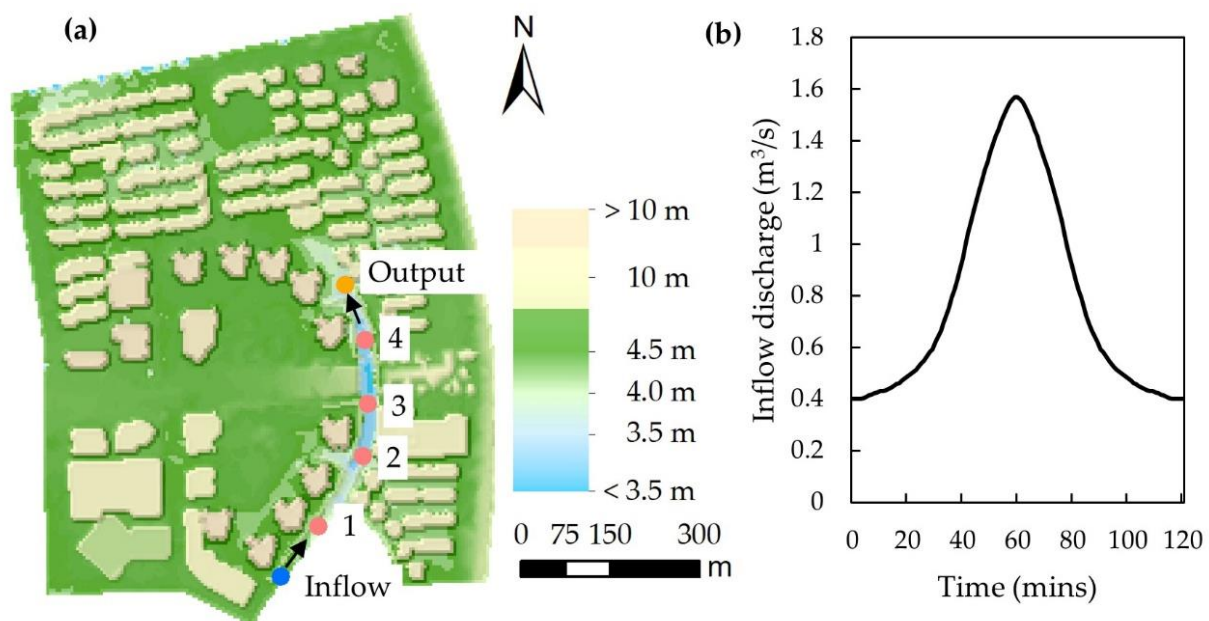 (a)
N
Output
4
3
2
1
Inflow
> 10 m
10 m
4.5 m
4.0 m
3.5 m
< 3.5 m
0 75 150 300
m
(b)
Inflow discharge (m³/s)
1.8
1.6
1.4
1.2
1
0.8
0.6
0.4
0.2
0
0 20 40 60 80 100 120
Time (mins)